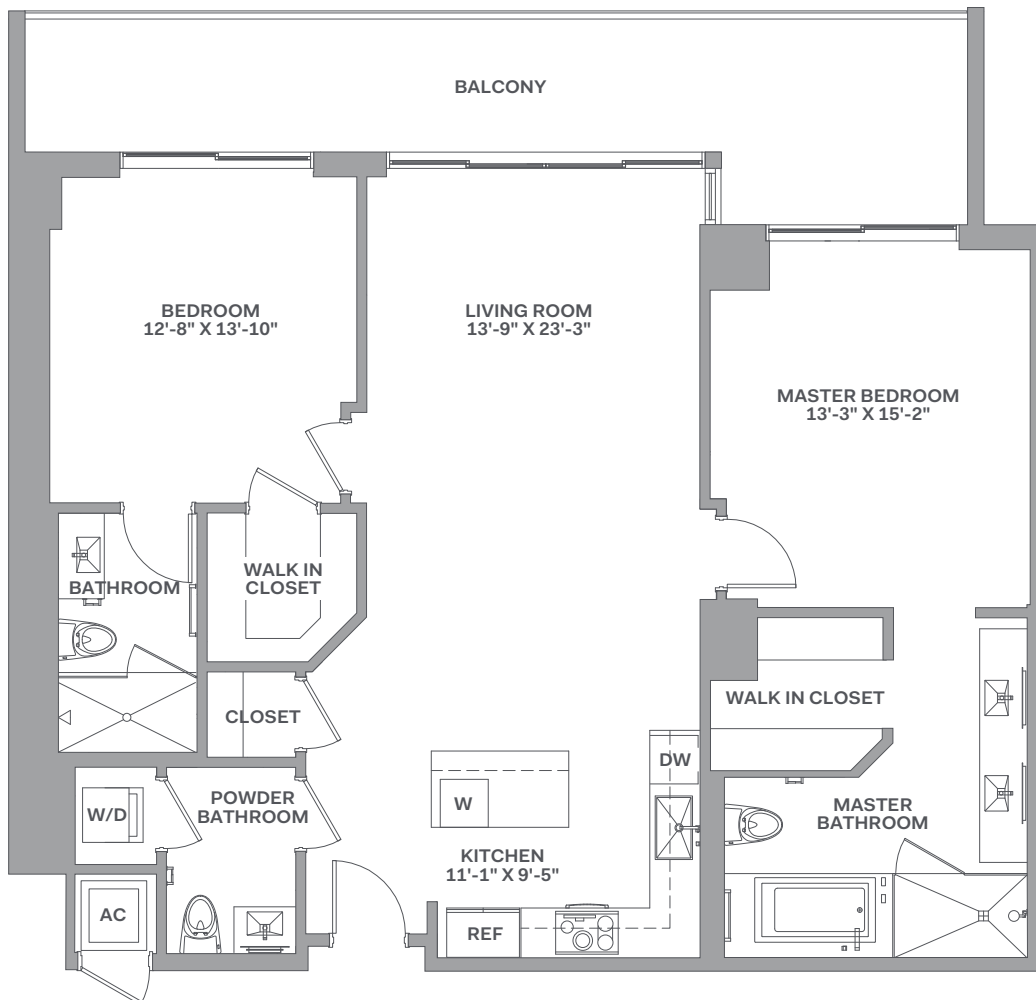 BALCONY
BEDROOM
12'-8" X 13'-10"
LIVING ROOM
13'-9" X 23'-3"
MASTER BEDROOM
13'-3" X 15'-2"
BATHROOM
WALK IN
CLOSET
CLOSET
WALK IN CLOSET
DW
W/D
POWDER
BATHROOM
W
MASTER
BATHROOM
KITCHEN
11'-1" X 9'-5"
AC
REF